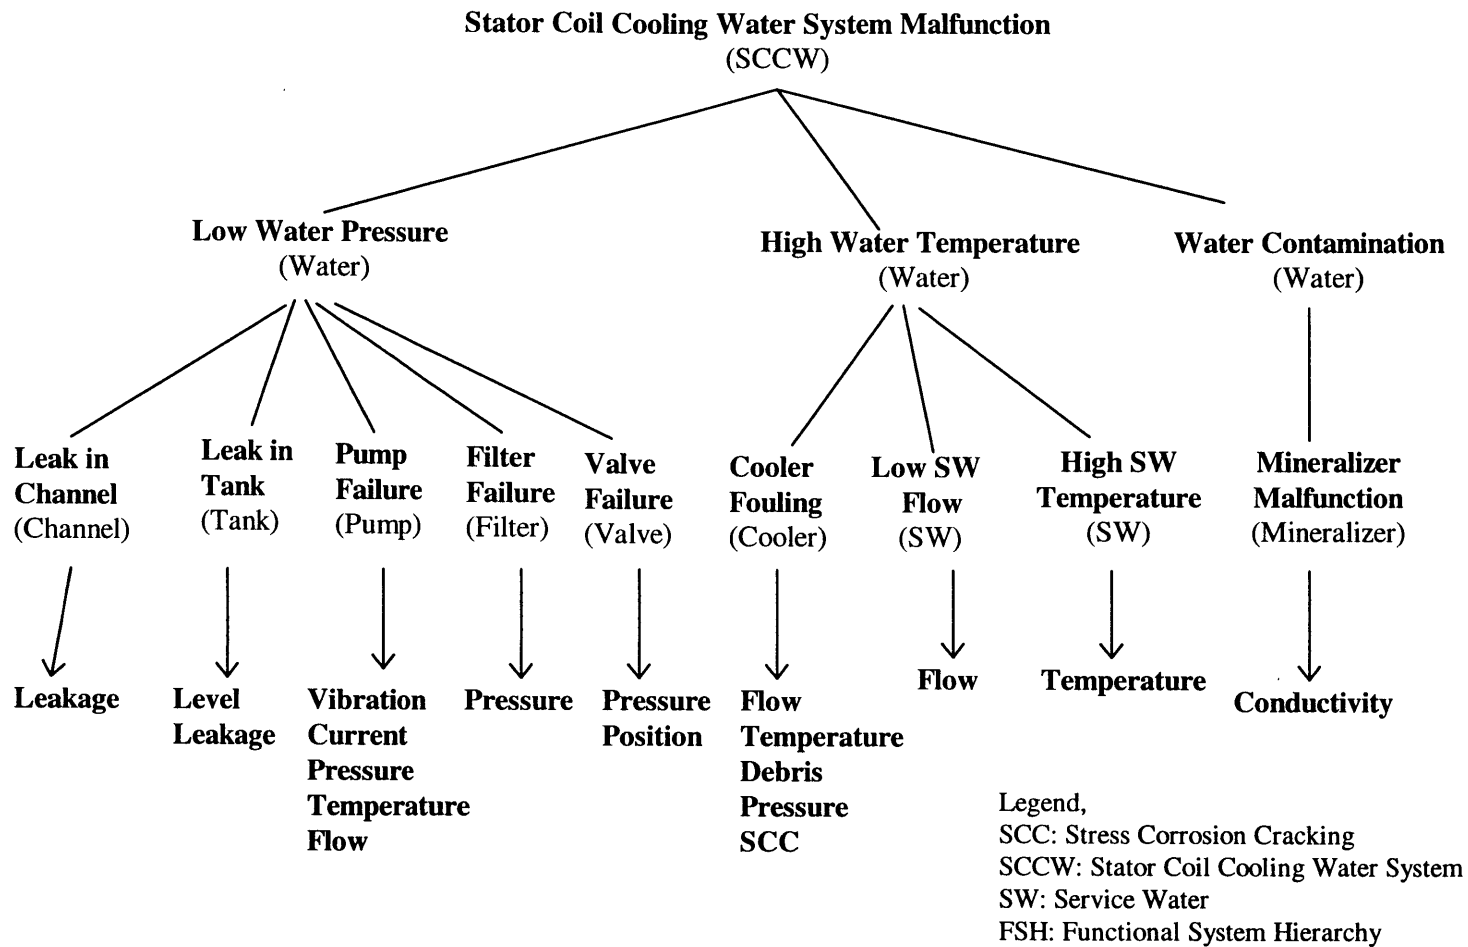 Stator Coil Cooling Water System Malfunction
(SCCW)
Low Water Pressure
(Water)
High Water Temperature
(Water)
Water Contamination
(Water)
Leak in
Channel
(Channel)
Leak in
Tank
(Tank)
Pump
Failure
(Pump)
Filter
Failure
(Filter)
Valve
Failure
(Valve)
Cooler
Fouling
(Cooler)
Low SW
Flow
(SW)
High SW
Temperature
(SW)
Mineralizer
Malfunction
(Mineralizer)
Leakage
Level
Leakage
Vibration
Current
Pressure
Temperature
Flow
Pressure
Pressure
Position
Flow
Temperature
Debris
Pressure
SCC
Flow
Temperature
Conductivity
Legend,
SCC: Stress Corrosion Cracking
SCCW: Stator Coil Cooling Water System
SW: Service Water
FSH: Functional System Hierarchy